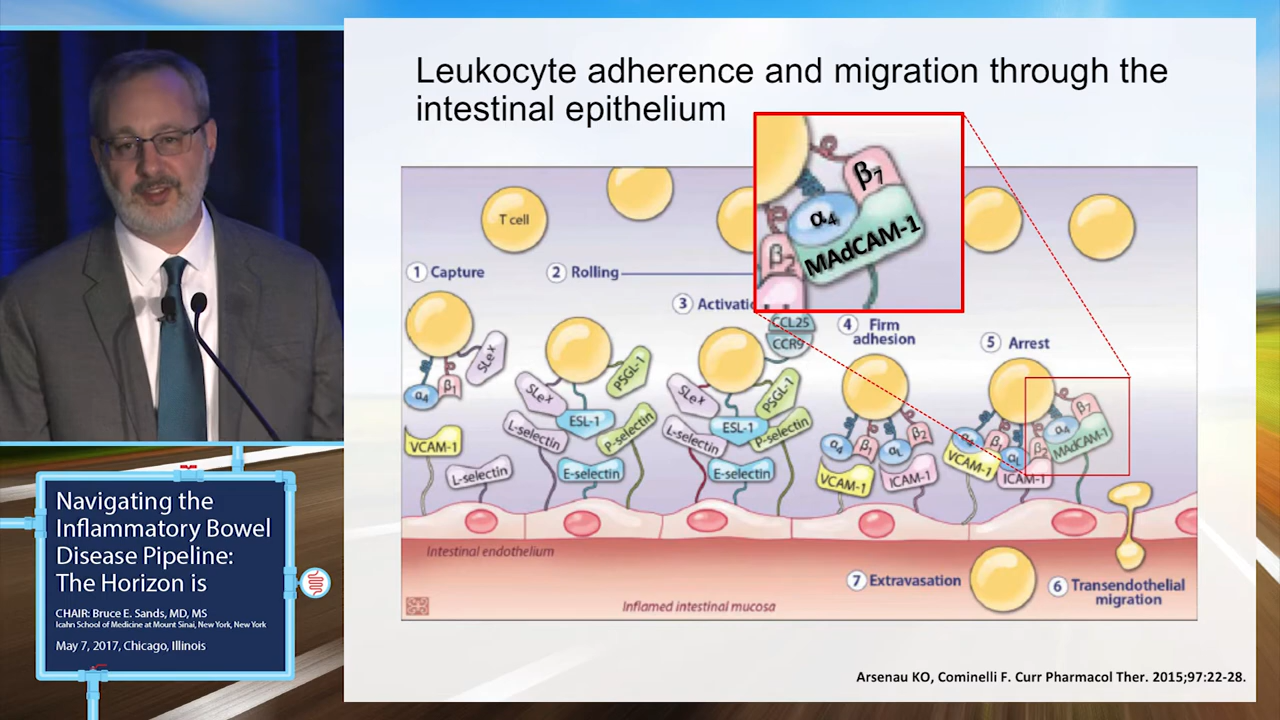 Leukocyte adherence and migration through the
intestinal epithelium
T cell
1 Capture
2 Rolling
3 Activati
4 Firm
adhesion
5 Arrest
β7
α4
MAdCAM-1
β2
CCL25
CCR9
SLex
α4
β1
VCAM-1
L-selectin
SLex
PSGL-1
ESL-1
L-selectin
P-selectin
E-selectin
SLex
PSGL-1
ESL-1
L-selectin
P-selectin
E-selectin
α4
β1
αL
β2
VCAM-1
ICAM-1
α4
β1
αL
β2
α4
β7
VCAM-1
ICAM-1
MAdCAM-1
Intestinal endothelium
7 Extravasation
6 Transendothelial
migration
Inflamed intestinal mucosa
Arsenau KO, Cominelli F. Curr Pharmacol Ther. 2015;97:22-28.
Navigating the
Inflammatory Bowel
Disease Pipeline:
The Horizon is
CHAIR: Bruce E. Sands, MD, MS
Icahn School of Medicine at Mount Sinai, New York, New York
May 7, 2017, Chicago, Illinois